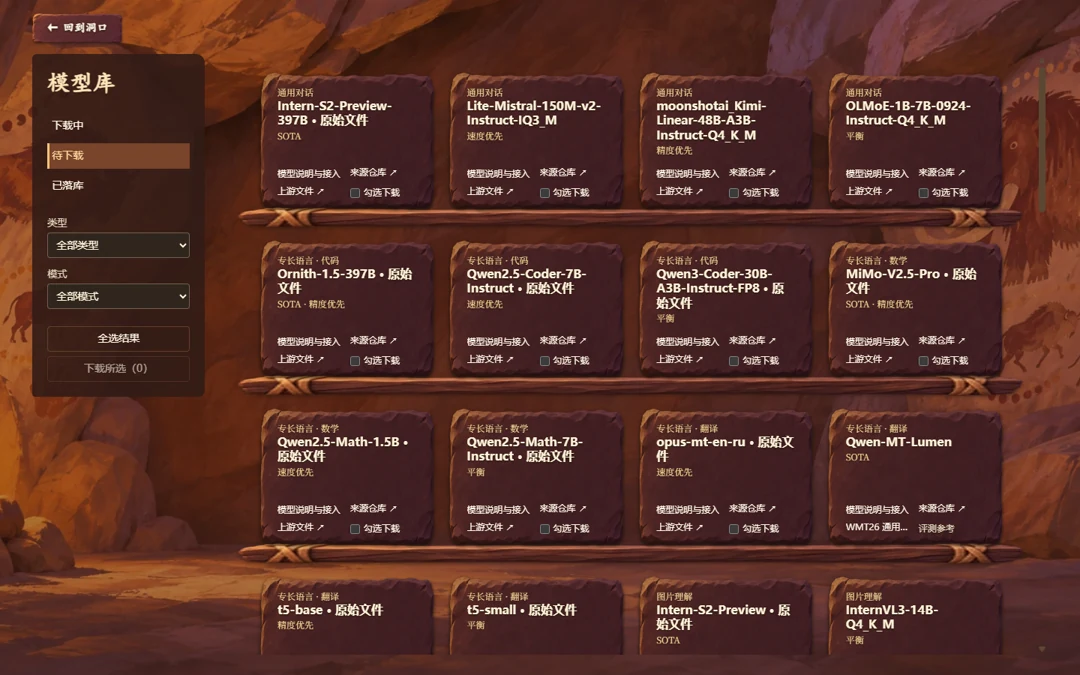 ← 回到洞口
模型库
下载中
待下载
已落库
类型
全部类型
模式
全部模式
全选结果
下载所选（0）
通用对话
Intern-S2-Preview-
397B • 原始文件
SOTA
模型说明与接入 来源仓库 ↗
上游文件 ↗ 勾选下载
通用对话
Lite-Mistral-150M-v2-
Instruct-IQ3_M
速度优先
模型说明与接入 来源仓库 ↗
上游文件 ↗ 勾选下载
通用对话
moonshotai_Kimi-
Linear-48B-A3B-
Instruct-Q4_K_M
精度优先
模型说明与接入 来源仓库 ↗
上游文件 ↗ 勾选下载
通用对话
OLMoE-1B-7B-0924-
Instruct-Q4_K_M
平衡
模型说明与接入 来源仓库 ↗
上游文件 ↗ 勾选下载
专长语言 · 代码
Ornith-1.5-397B • 原始
文件
SOTA · 精度优先
模型说明与接入 来源仓库 ↗
上游文件 ↗ 勾选下载
专长语言 · 代码
Qwen2.5-Coder-7B-
Instruct • 原始文件
速度优先
模型说明与接入 来源仓库 ↗
上游文件 ↗ 勾选下载
专长语言 · 代码
Qwen3-Coder-30B-
A3B-Instruct-FP8 • 原
始文件
平衡
模型说明与接入 来源仓库 ↗
上游文件 ↗ 勾选下载
专长语言 · 数学
MiMo-V2.5-Pro • 原始
文件
SOTA · 精度优先
模型说明与接入 来源仓库 ↗
上游文件 ↗ 勾选下载
专长语言 · 数学
Qwen2.5-Math-1.5B •
原始文件
速度优先
模型说明与接入 来源仓库 ↗
上游文件 ↗ 勾选下载
专长语言 · 数学
Qwen2.5-Math-7B-
Instruct • 原始文件
平衡
模型说明与接入 来源仓库 ↗
上游文件 ↗ 勾选下载
专长语言 · 翻译
opus-mt-en-ru • 原始文
件
速度优先
模型说明与接入 来源仓库 ↗
上游文件 ↗ 勾选下载
专长语言 · 翻译
Qwen-MT-Lumen
SOTA
模型说明与接入 来源仓库 ↗
WMT26 通用... 评测参考
专长语言 · 翻译
t5-base • 原始文件
精度优先
专长语言 · 翻译
t5-small • 原始文件
平衡
图片理解
Intern-S2-Preview • 原
始文件
SOTA
图片理解
InternVL3-14B-
Q4_K_M
平衡